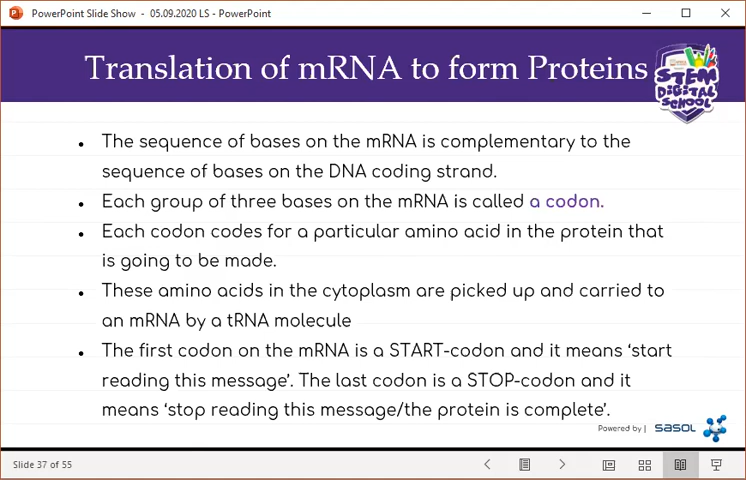 PowerPoint Slide Show - 05.09.2020 LS - PowerPoint
Translation of mRNA to form Proteins
STEM
DIGITAL
SCHOOL
• The sequence of bases on the mRNA is complementary to the
sequence of bases on the DNA coding strand.
• Each group of three bases on the mRNA is called a codon.
• Each codon codes for a particular amino acid in the protein that
is going to be made.
• These amino acids in the cytoplasm are picked up and carried to
an mRNA by a tRNA molecule
• The first codon on the mRNA is a START-codon and it means ‘start
reading this message’. The last codon is a STOP-codon and it
means ‘stop reading this message/the protein is complete’.
Powered by | sasol
Slide 37 of 55